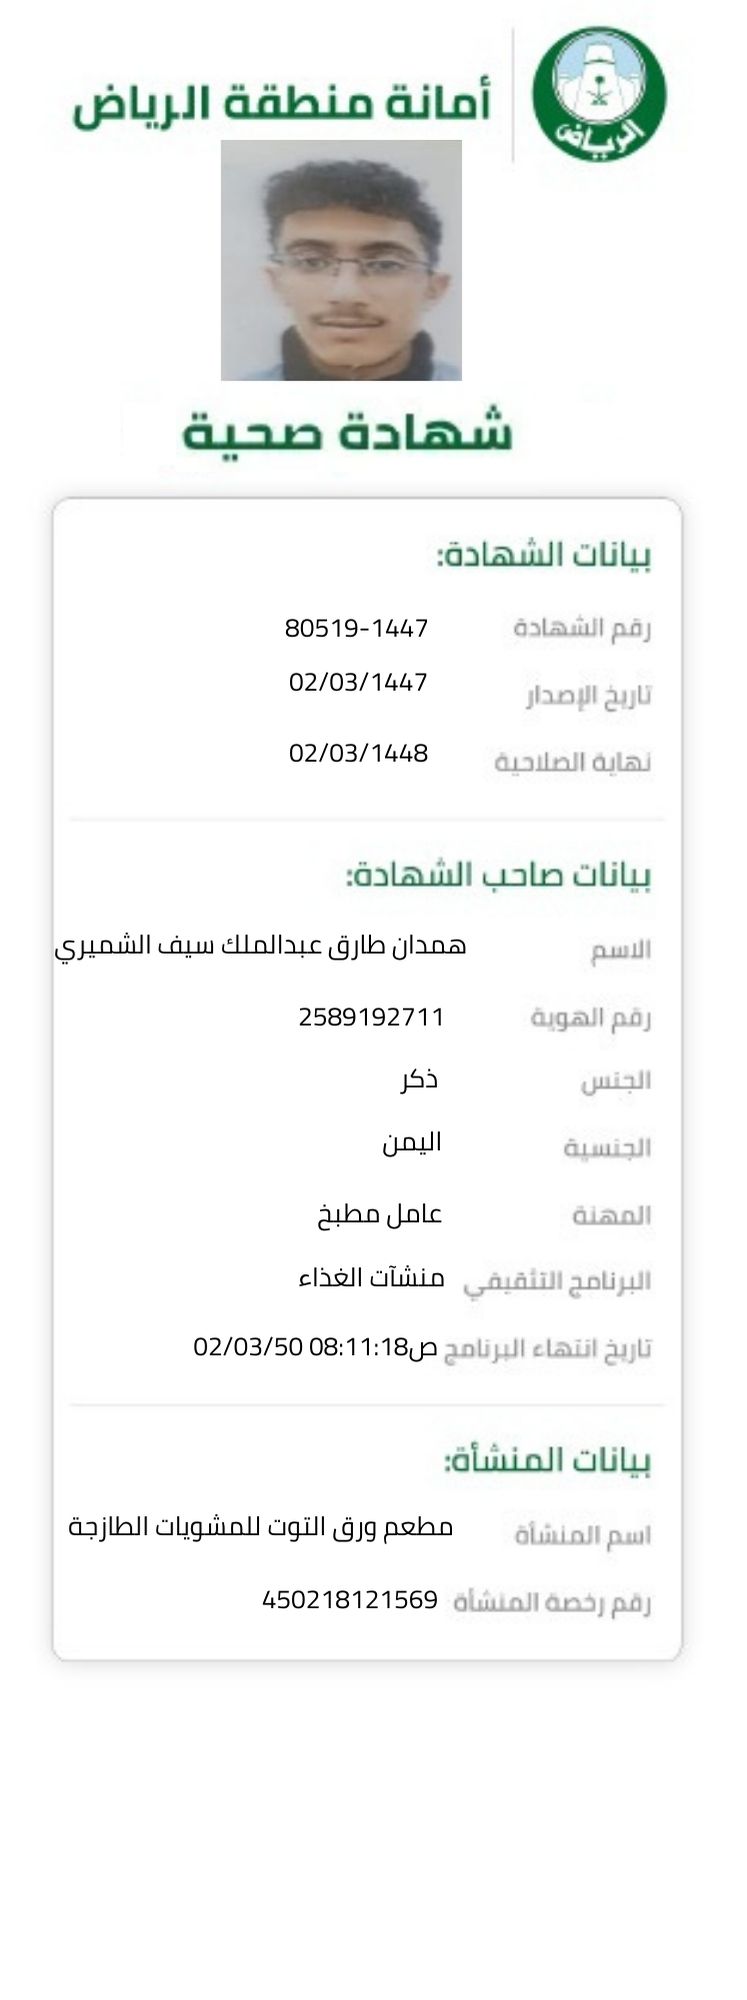 الرياض
أمانة منطقة الرياض
شهادة صحية
بيانات الشهادة:
رقم الشهادة 80519-1447
تاريخ الإصدار 02/03/1447
نهاية الصلاحية 02/03/1448
بيانات صاحب الشهادة:
الاسم همدان طارق عبدالملك سيف الشميري
رقم الهوية 2589192711
الجنس ذكر
الجنسية اليمن
المهنة عامل مطبخ
البرنامج التثقيفي منشآت الغذاء
تاريخ انتهاء البرنامج ص08:11:18 02/03/50
بيانات المنشأة:
اسم المنشأة مطعم ورق التوت للمشويات الطازجة
رقم رخصة المنشأة 450218121569